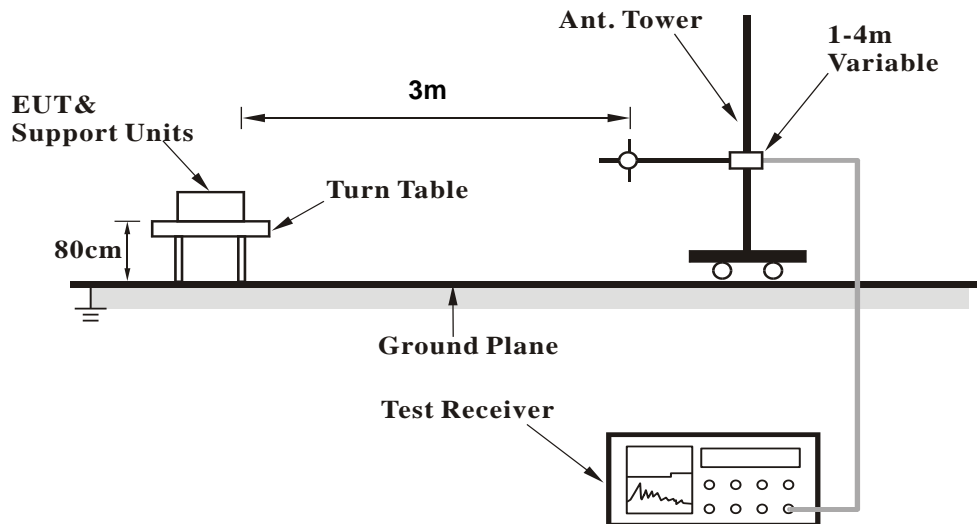 Ant. Tower
1-4m
Variable
3m
EUT&
Support Units
Turn Table
80cm
Ground Plane
Test Receiver